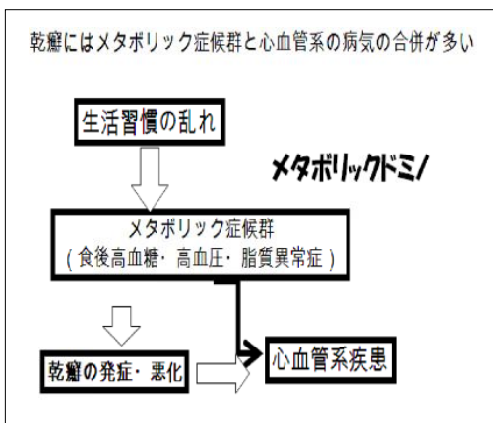 乾癬にはメタボリック症候群と心血管系の病気の合併が多い
生活習慣の乱れ
メタボリックドミノ
メタボリック症候群
(食後高血糖・高血圧・脂質異常症)
乾癬の発症・悪化
心血管系疾患